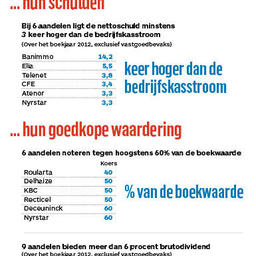 ... hun schulden
Bij 6 aandelen ligt de nettoschuld minstens
3 keer hoger dan de bedrijfskasstroom
(Over het boekjaar 2012, exclusief vastgoedbevaks)
Banimmo 14,2
Elia 5,5
Telenet 3,8
CFE 3,4
Atenor 3,3
Nyrstar 3,3
keer hoger dan de
bedrijfskasstroom
... hun goedkope waardering
6 aandelen noteren tegen hoogstens 60% van de boekwaarde
Koers
Roularta 40
Delhaize 50
KBC 50
Recticel 50
Deceuninck 60
Nyrstar 60
% van de boekwaarde
9 aandelen bieden meer dan 6 procent brutodividend
(Over het boekjaar 2012, exclusief vastgoedbevaks)